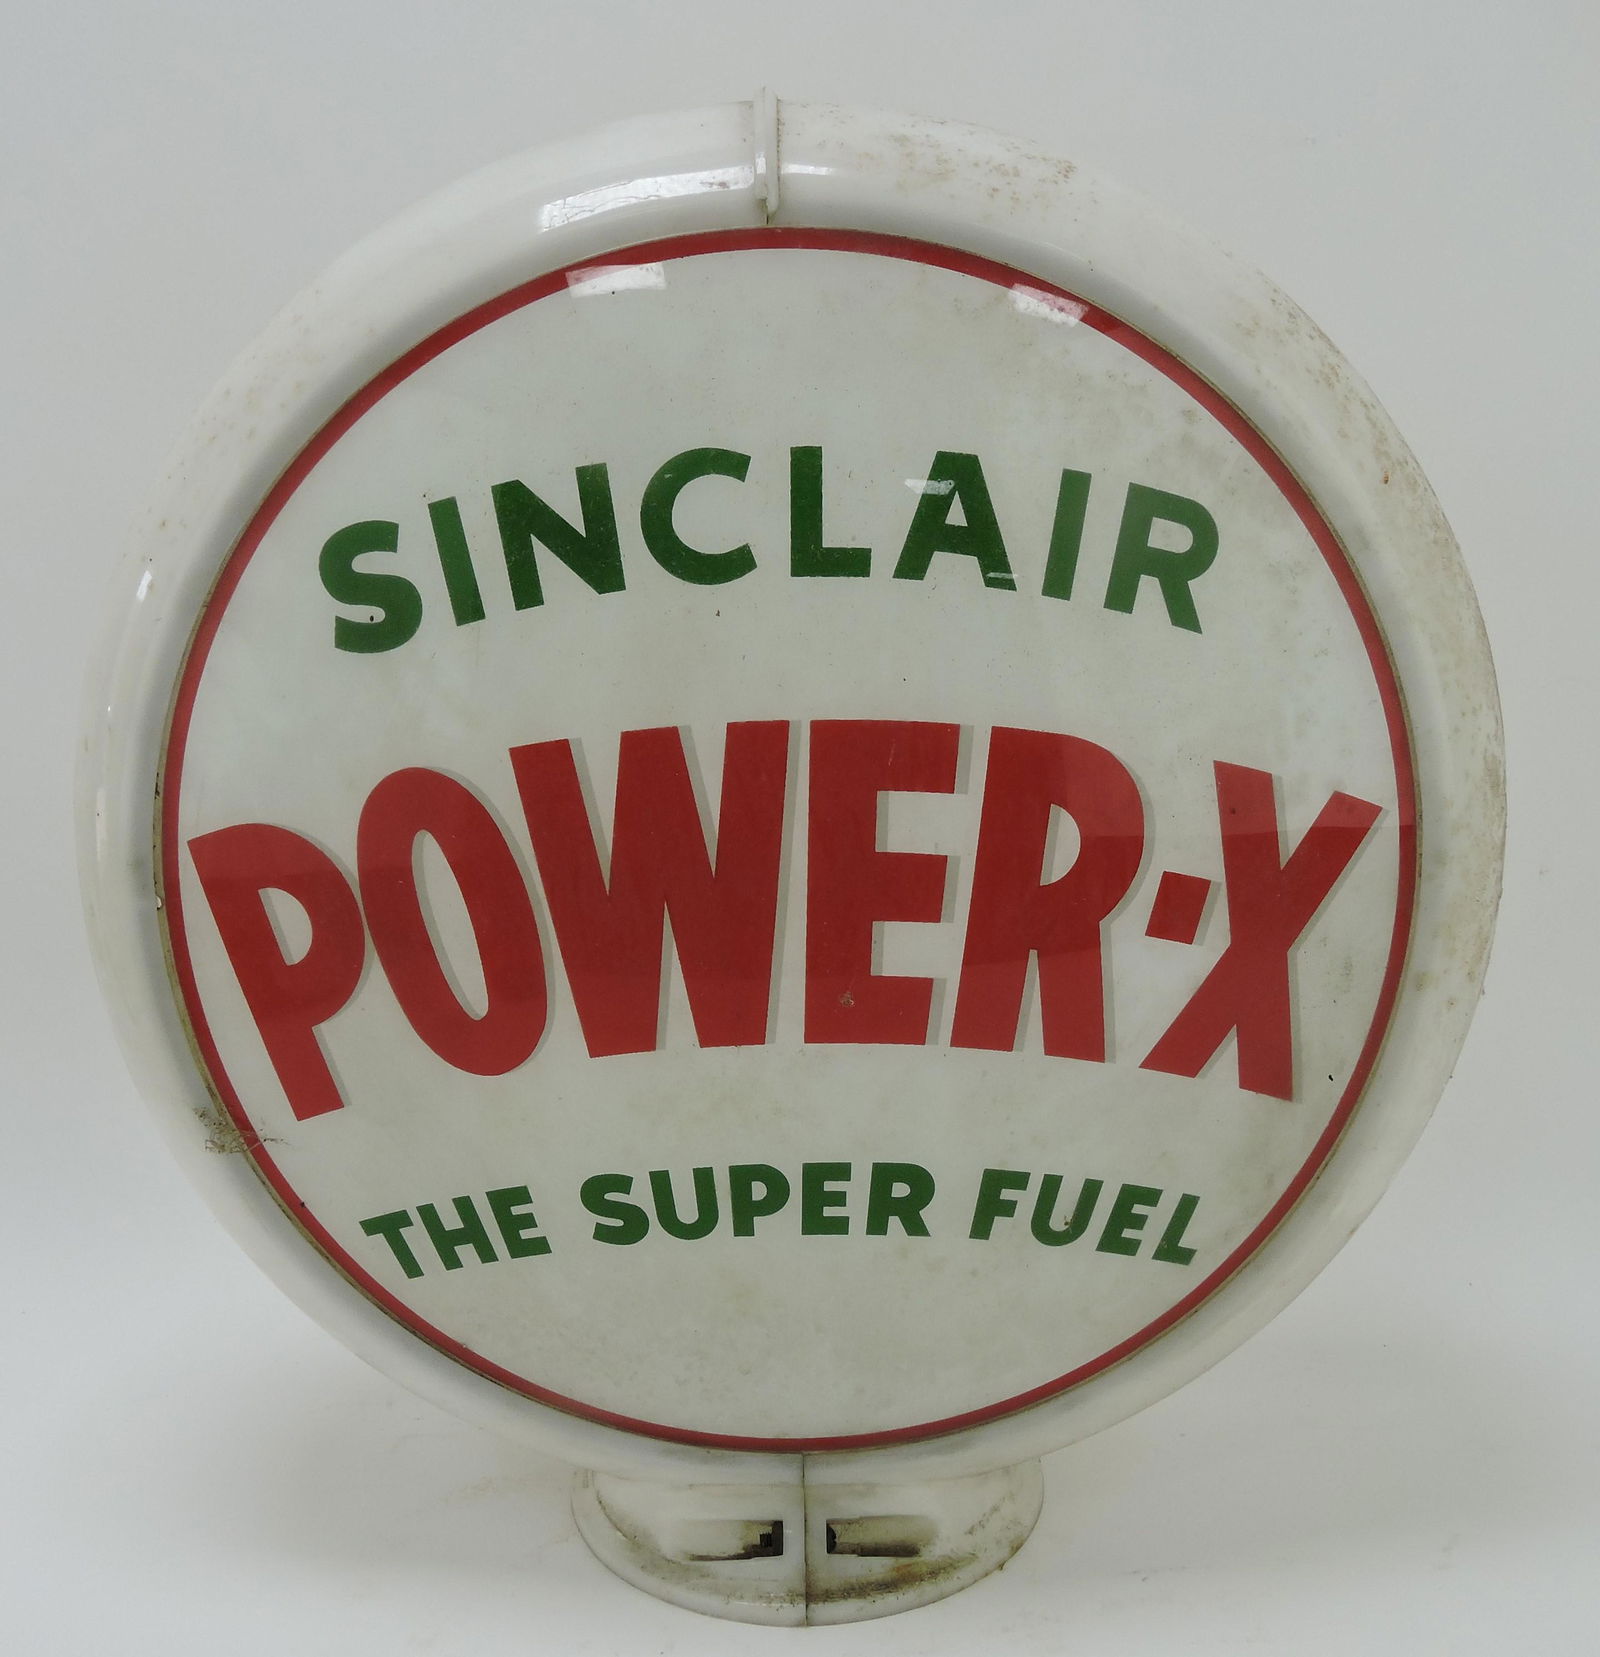 SINCLAIR
POWER-X
THE SUPER FUEL